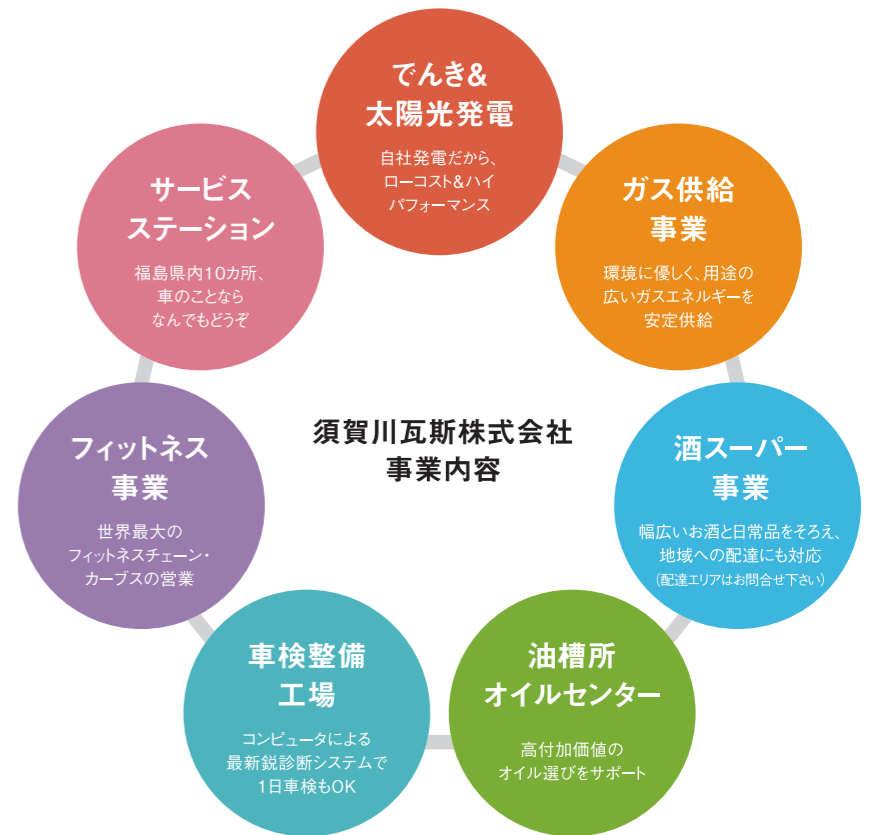 でんき&
太陽光発電
自社発電だから、
ローコスト&ハイ
パフォーマンス
ガス供給
事業
環境に優しく、用途の
広いガスエネルギーを
安定供給
酒スーパー
事業
幅広いお酒と日常品をそろえ、
地域への配達にも対応
(配達エリアはお問合せ下さい)
油槽所
オイルセンター
高付加価値の
オイル選びをサポート
車検整備
工場
コンピュータによる
最新鋭診断システムで
1日車検もOK
フィットネス
事業
世界最大の
フィットネスチェーン・
カーブスの営業
サービス
ステーション
福島県内10カ所、
車のことなら
なんでもどうぞ
須賀川瓦斯株式会社
事業内容